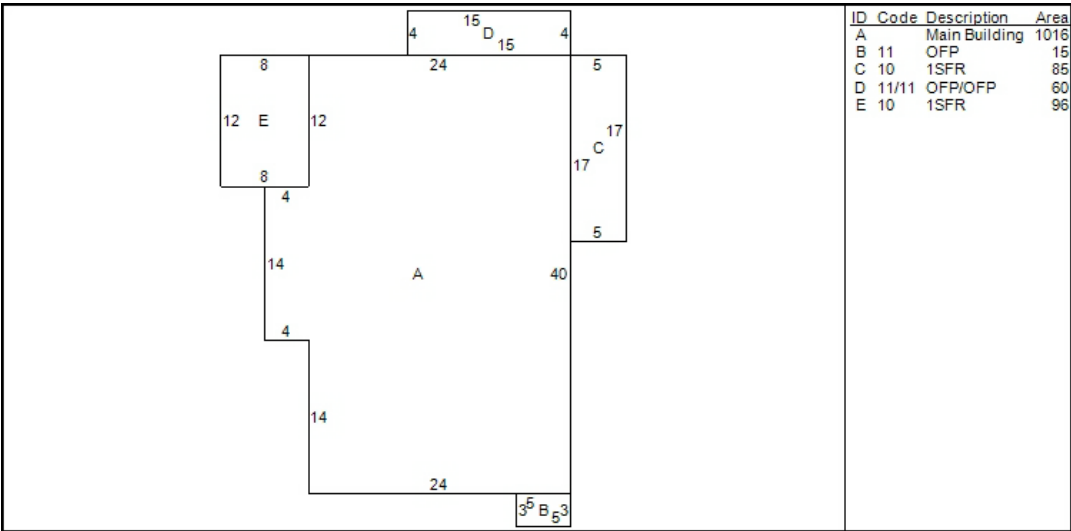 15
4 D 4
15
8 24 5
12 E 12
17
C
17
8
4
5
14 A 40
4
14
24
3 5 B 5 3
ID Code Description Area
A Main Building 1016
B 11 OFP 15
C 10 1SFR 85
D 11/11 OFP/OFP 60
E 10 1SFR 96